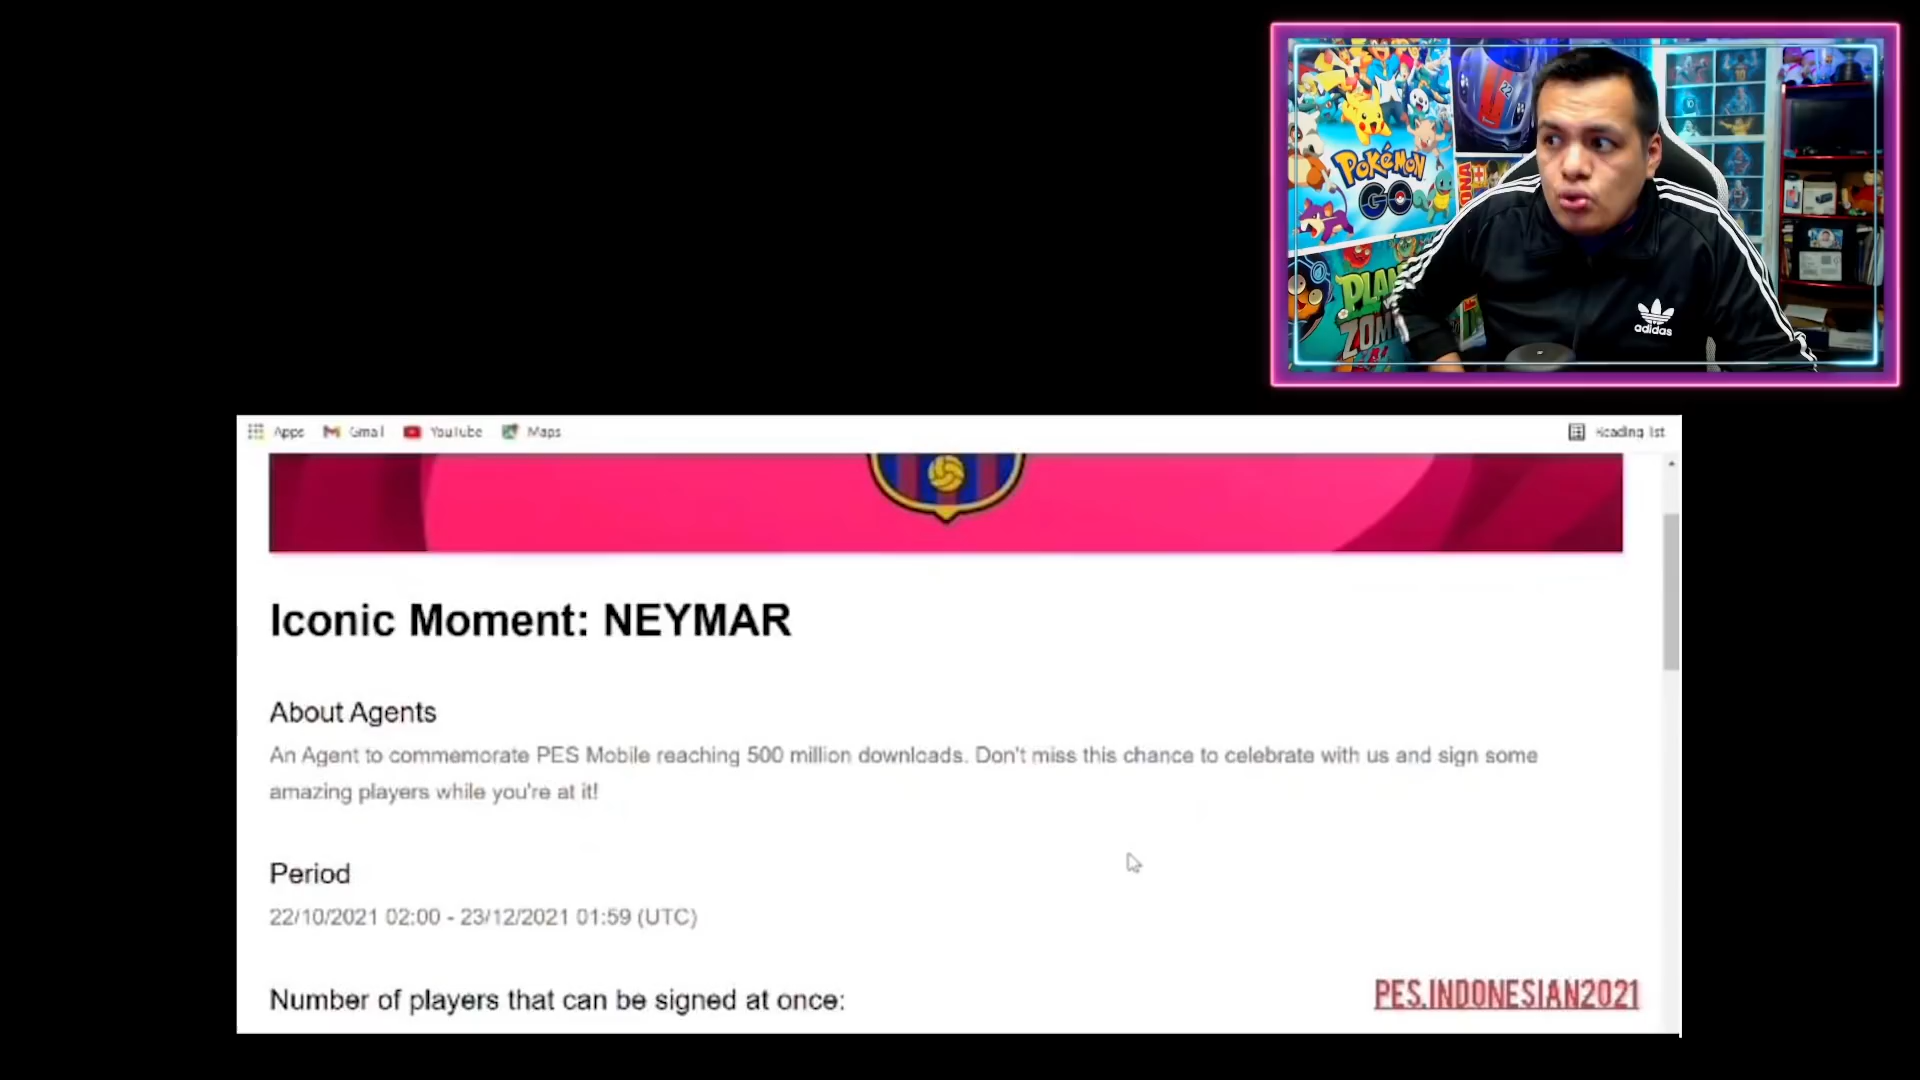 POKÉMON
GO
22
PLAN
ZOM
adidas
Apps Gmail YouTube Maps
Reading list
Iconic Moment: NEYMAR
About Agents
An Agent to commemorate PES Mobile reaching 500 million downloads. Don't miss this chance to celebrate with us and sign some
amazing players while you're at it!
Period
22/10/2021 02:00 - 23/12/2021 01:59 (UTC)
Number of players that can be signed at once:
PES.INDONESIAN2021